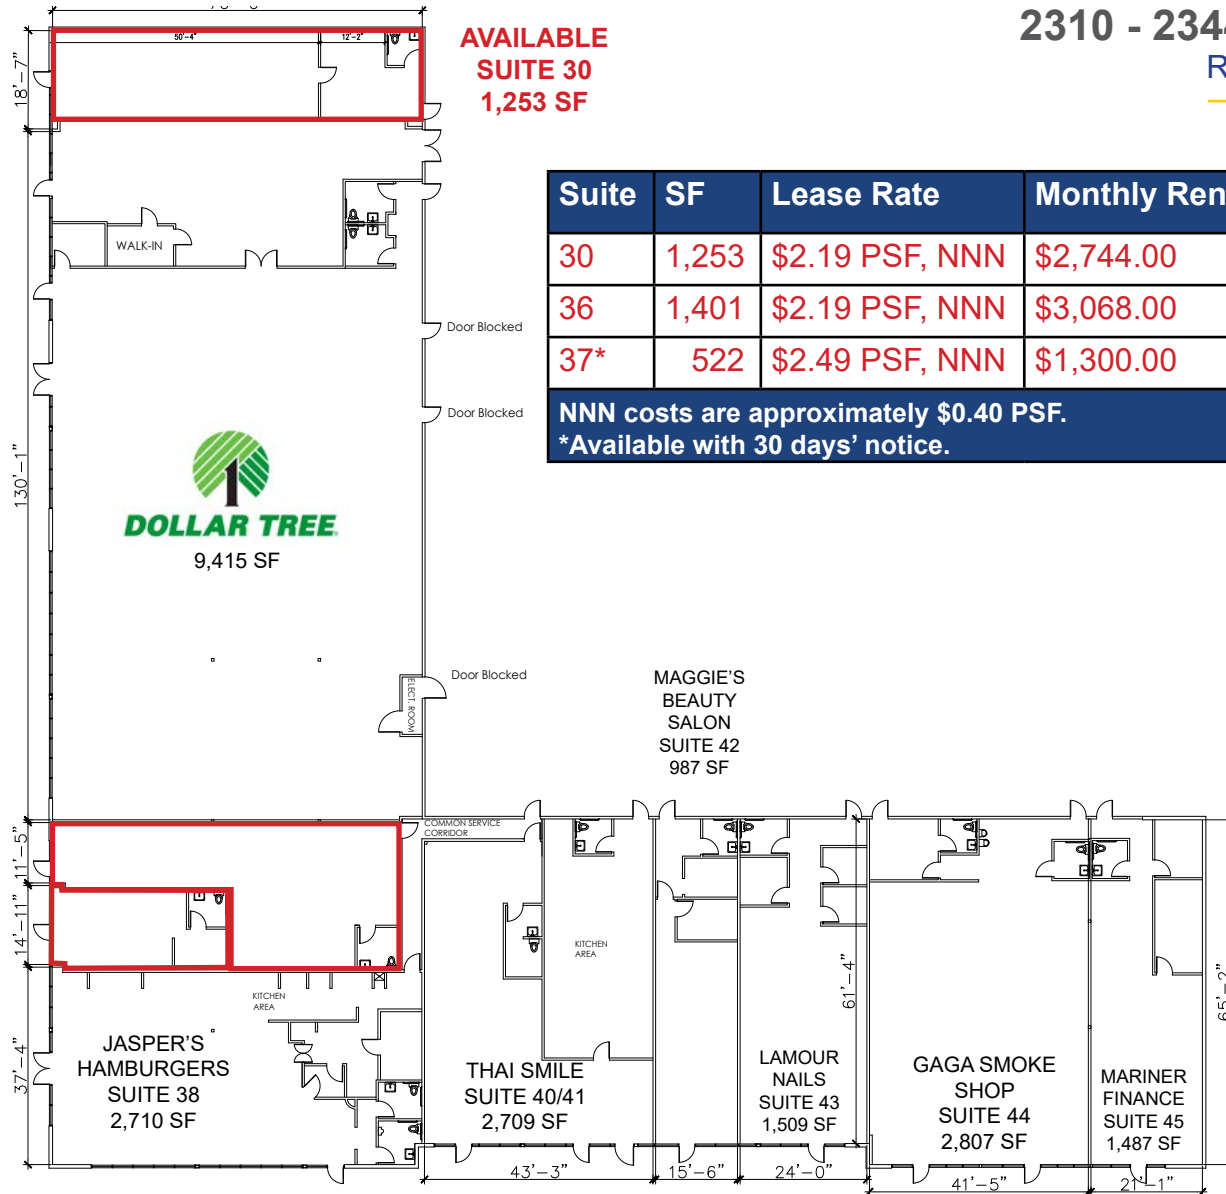 2310 - 234
R
50'-4"
12'-2"
18'-7"
AVAILABLE
SUITE 30
1,253 SF
Suite SF Lease Rate Monthly Ren
30 1,253 $2.19 PSF, NNN $2,744.00
36 1,401 $2.19 PSF, NNN $3,068.00
37* 522 $2.49 PSF, NNN $1,300.00
NNN costs are approximately $0.40 PSF.
*Available with 30 days' notice.
WALK-IN
Door Blocked
Door Blocked
130'-1"
1
DOLLAR TREE
9,415 SF
Door Blocked
ELECT. ROOM
MAGGIE'S
BEAUTY
SALON
SUITE 42
987 SF
COMMON SERVICE
CORRIDOR
11'-5"
14'-11"
KITCHEN
AREA
KITCHEN
AREA
61'-4"
65'-2"
37'-4"
JASPER'S
HAMBURGERS
SUITE 38
2,710 SF
THAI SMILE
SUITE 40/41
2,709 SF
LAMOUR
NAILS
SUITE 43
1,509 SF
GAGA SMOKE
SHOP
SUITE 44
2,807 SF
MARINER
FINANCE
SUITE 45
1,487 SF
43'-3"
15'-6"
24'-0"
41'-5"
21'-1"